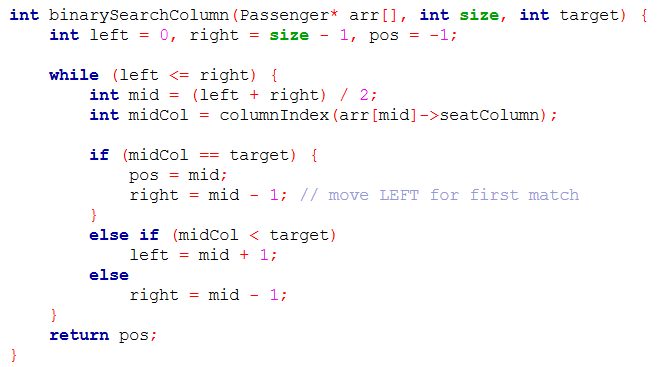 int binarySearchColumn(Passenger* arr[], int size, int target) {
    int left = 0, right = size - 1, pos = -1;

    while (left <= right) {
        int mid = (left + right) / 2;
        int midCol = columnIndex(arr[mid]->seatColumn);

        if (midCol == target) {
            pos = mid;
            right = mid - 1; // move LEFT for first match
        }
        else if (midCol < target)
            left = mid + 1;
        else
            right = mid - 1;
    }
    return pos;
}